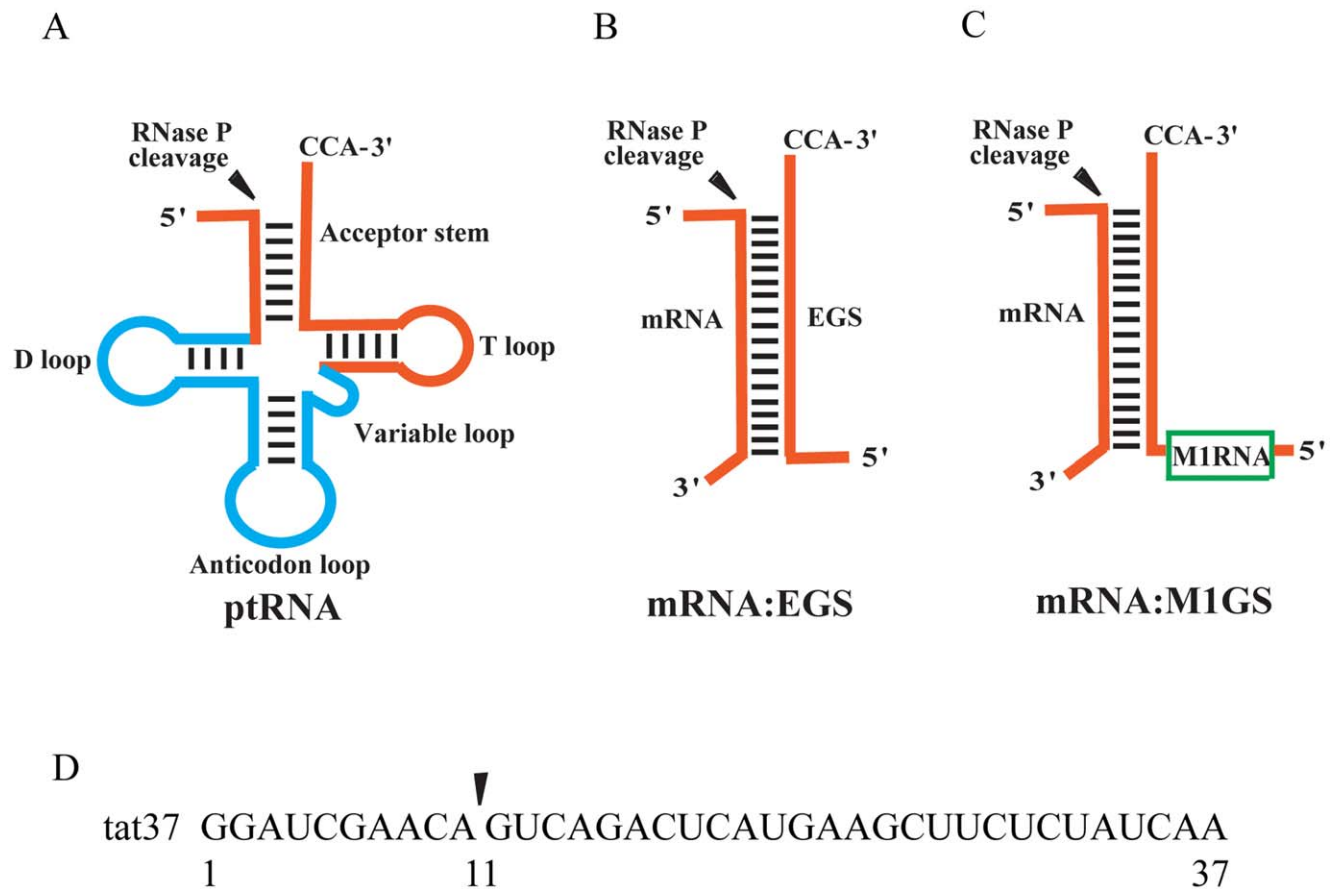 A
B
C
RNase P
cleavage
CCA-3'
5'
Acceptor stem
D loop
T loop
Variable loop
Anticodon loop
ptRNA
RNase P
cleavage
CCA-3'
5'
mRNA
EGS
3'
5'
mRNA:EGS
RNase P
cleavage
CCA-3'
5'
mRNA
M1RNA
3'
5'
mRNA:M1GS
D
tat37 GGAUCGAACA GUCAGACUCAUGAAGCUUCUCUAUCAA
1 11 37